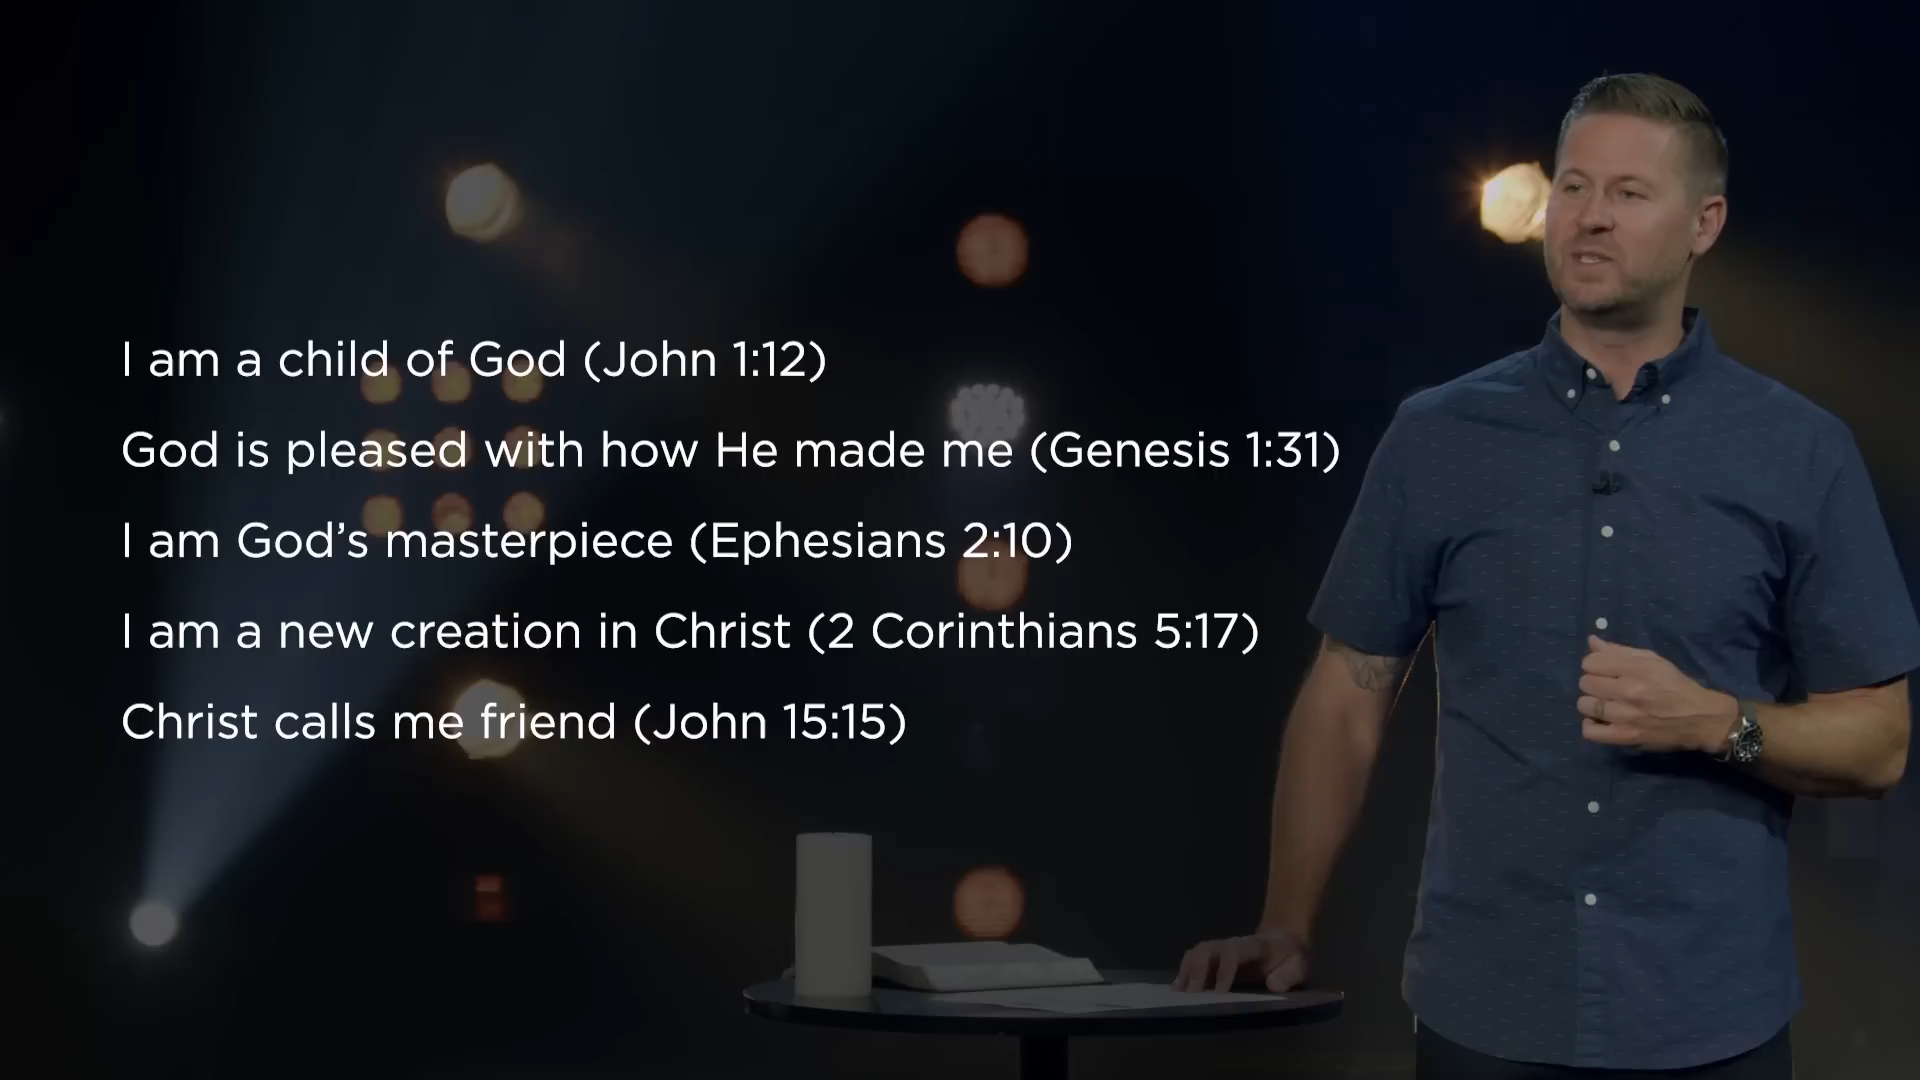 I am a child of God (John 1:12)
God is pleased with how He made me (Genesis 1:31)
I am God’s masterpiece (Ephesians 2:10)
I am a new creation in Christ (2 Corinthians 5:17)
Christ calls me friend (John 15:15)